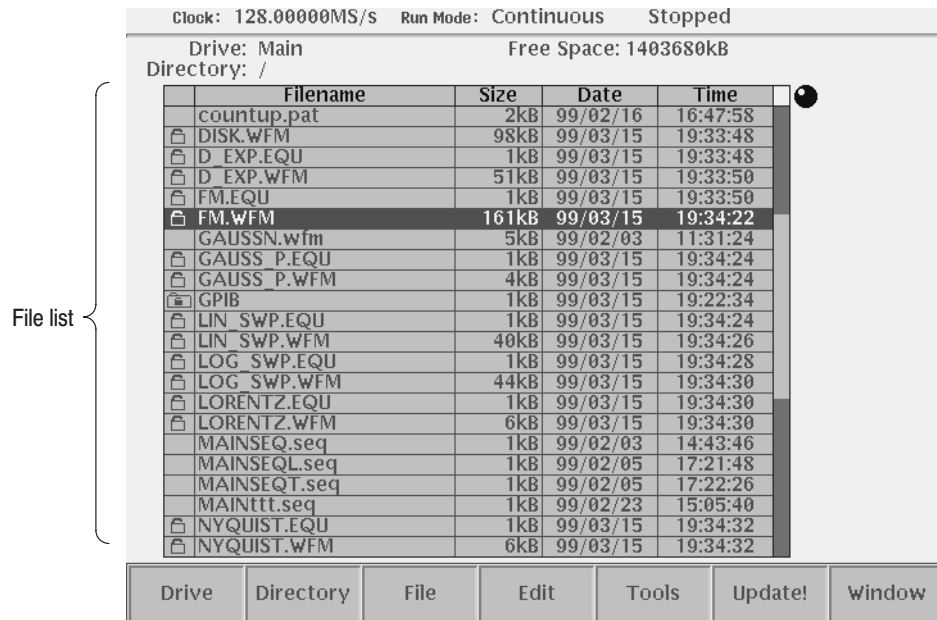 Clock: 128.00000MS/s Run Mode: Continuous Stopped
Drive: Main Free Space: 1403680kB
Directory: /
Filename Size Date Time
countup.pat 2kB 99/02/16 16:47:58
DISK.WFM 98kB 99/03/15 19:33:48
D_EXP.EQU 1kB 99/03/15 19:33:48
D_EXP.WFM 51kB 99/03/15 19:33:50
FM.EQU 1kB 99/03/15 19:33:50
FM.WFM 161kB 99/03/15 19:34:22
GAUSSN.wfm 5kB 99/02/03 11:31:24
GAUSS_P.EQU 1kB 99/03/15 19:34:24
GAUSS_P.WFM 4kB 99/03/15 19:34:24
GPIB 1kB 99/03/15 19:22:34
File list
LIN_SWP.EQU 1kB 99/03/15 19:34:24
LIN_SWP.WFM 40kB 99/03/15 19:34:26
LOG_SWP.EQU 1kB 99/03/15 19:34:28
LOG_SWP.WFM 44kB 99/03/15 19:34:30
LORENTZ.EQU 1kB 99/03/15 19:34:30
LORENTZ.WFM 6kB 99/03/15 19:34:30
MAINSEQ.seq 1kB 99/02/03 14:43:46
MAINSEQL.seq 1kB 99/02/05 17:21:48
MAINSEQT.seq 1kB 99/02/05 17:22:26
MAINttt.seq 1kB 99/02/23 15:05:40
NYQUIST.EQU 1kB 99/03/15 19:34:32
NYQUIST.WFM 6kB 99/03/15 19:34:32
Drive Directory File Edit Tools Update! Window